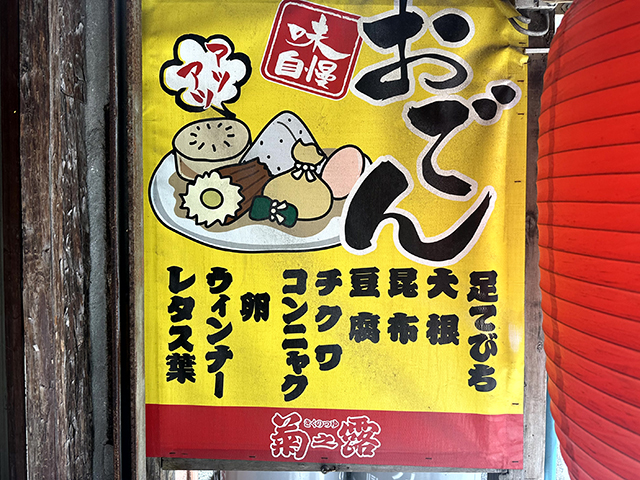 おでん
味自慢
アツアツ
足てびち
大根
昆布
豆腐
チクワ
コンニャク
卵
ウィンナー
レタス葉
きくのつゆ
菊之露